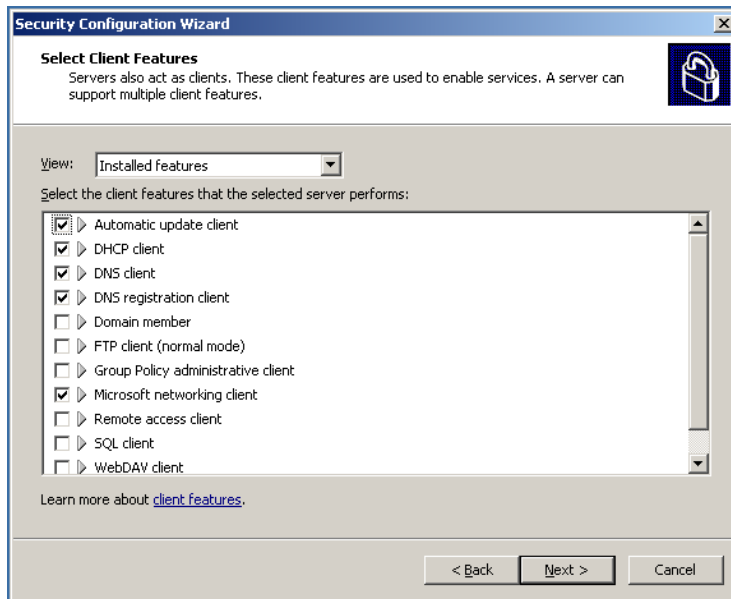 Security Configuration Wizard
Select Client Features
Servers also act as clients. These client features are used to enable services. A server can
support multiple client features.
View: Installed features
Select the client features that the selected server performs:
Automatic update client
DHCP client
DNS client
DNS registration client
Domain member
FTP client (normal mode)
Group Policy administrative client
Microsoft networking client
Remote access client
SQL client
WebDAV client
Learn more about client features.
< Back Next > Cancel